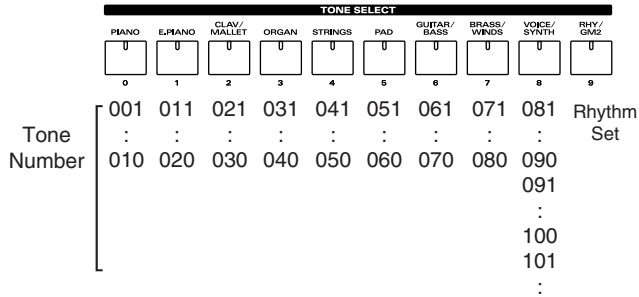 TONE SELECT
PIANO E.PIANO CLAV/MALLET ORGAN STRINGS PAD GUITAR/BASS BRASS/WINDS VOICE/SYNTH RHY/GM2
0 1 2 3 4 5 6 7 8 9
001 011 021 031 041 051 061 071 081 Rhythm
Tone : : : : : : : : : Set
Number 010 020 030 040 050 060 070 080 090
091
:
100
101
: